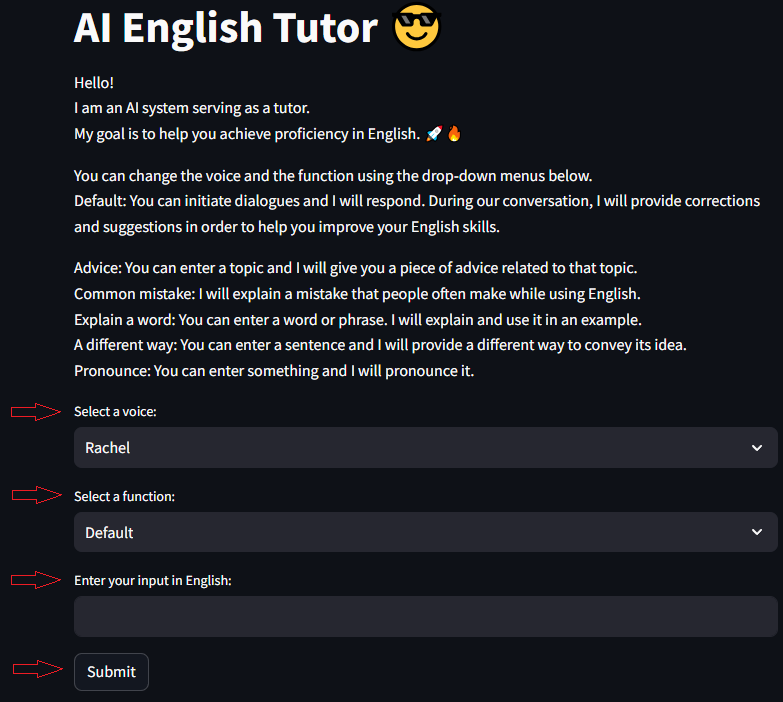 AI English Tutor 😎
Hello!
I am an AI system serving as a tutor.
My goal is to help you achieve proficiency in English. 🚀🔥
You can change the voice and the function using the drop-down menus below.
Default: You can initiate dialogues and I will respond. During our conversation, I will provide corrections
and suggestions in order to help you improve your English skills.
Advice: You can enter a topic and I will give you a piece of advice related to that topic.
Common mistake: I will explain a mistake that people often make while using English.
Explain a word: You can enter a word or phrase. I will explain and use it in an example.
A different way: You can enter a sentence and I will provide a different way to convey its idea.
Pronounce: You can enter something and I will pronounce it.
Select a voice:
Rachel
Select a function:
Default
Enter your input in English:
Submit